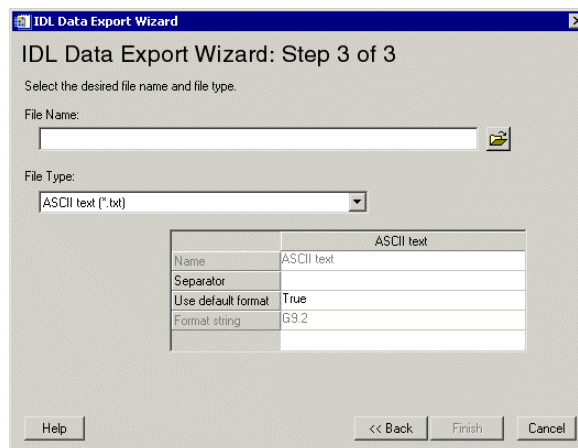 IDL Data Export Wizard
IDL Data Export Wizard: Step 3 of 3
Select the desired file name and file type.
File Name:
File Type:
ASCII text (*.txt)
ASCII text
Name ASCII text
Separator
Use default format True
Format string G9.2
Help << Back Finish Cancel